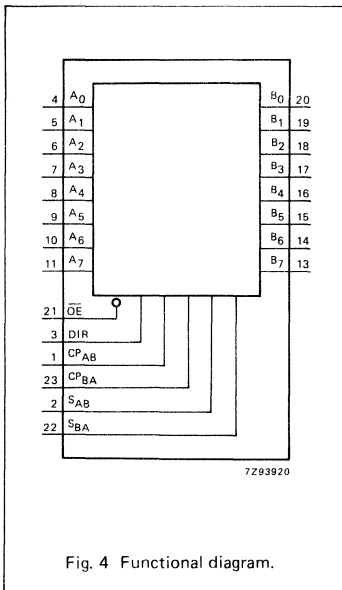 4 A0 B0 20
5 A1 B1 19
6 A2 B2 18
7 A3 B3 17
8 A4 B4 16
9 A5 B5 15
10 A6 B6 14
11 A7 B7 13
21 OE
3 DIR
1 CPAB
23 CPBA
2 SAB
22 SBA
7Z93920
Fig. 4 Functional diagram.